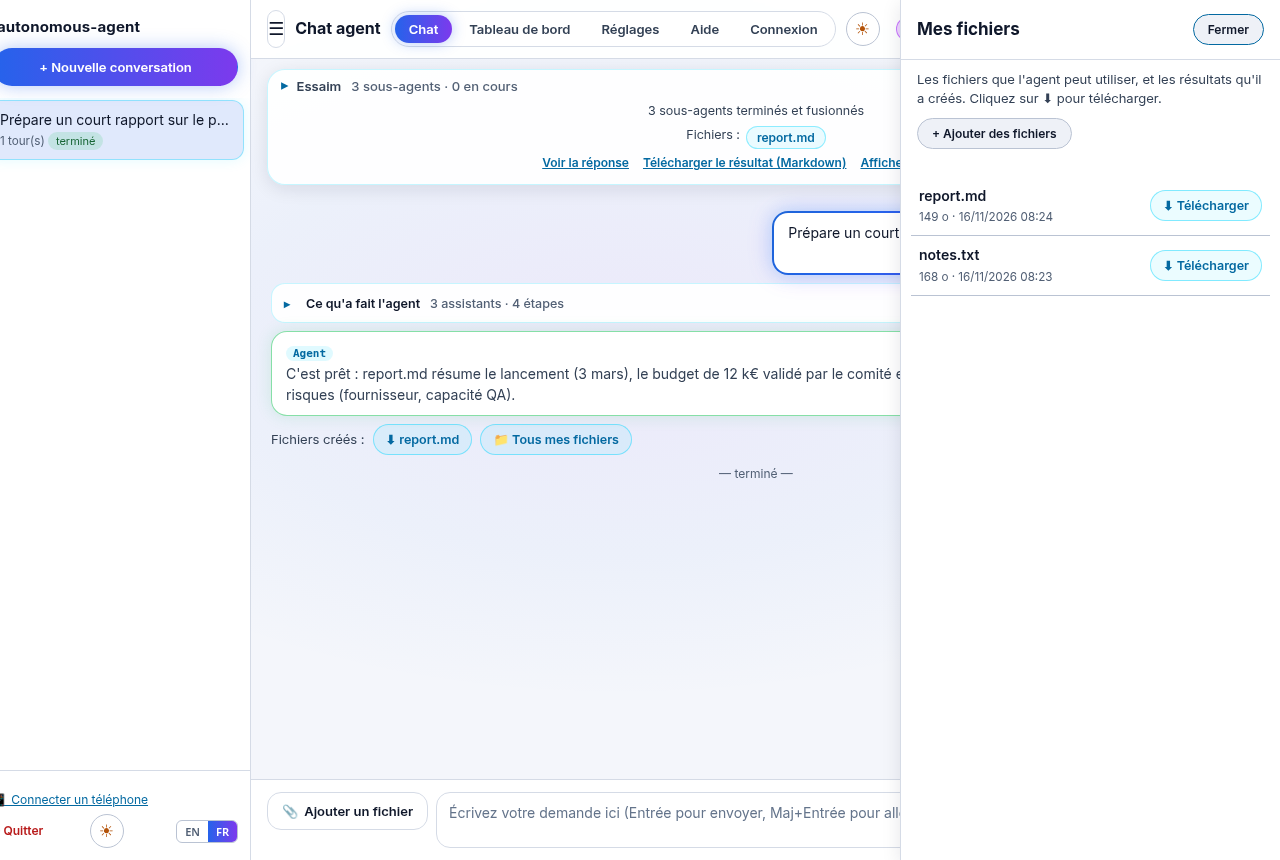 autonomous-agent
+ Nouvelle conversation
Prépare un court rapport sur le p...
1 tour(s) terminé
Connecter un téléphone
Quitter
EN FR
☰ Chat agent
Chat Tableau de bord Réglages Aide Connexion
▶ Essaim 3 sous-agents · 0 en cours
3 sous-agents terminés et fusionnés
Fichiers : report.md
Voir la réponse Télécharger le résultat (Markdown) Affiche
Prépare un court
▶ Ce qu'a fait l'agent 3 assistants · 4 étapes
Agent
C'est prêt : report.md résume le lancement (3 mars), le budget de 12 k€ validé par le comité e
risques (fournisseur, capacité QA).
Fichiers créés : ⬇ report.md 📁 Tous mes fichiers
— terminé —
📎 Ajouter un fichier
Écrivez votre demande ici (Entrée pour envoyer, Maj+Entrée pour all
Mes fichiers
Fermer
Les fichiers que l'agent peut utiliser, et les résultats qu'il
a créés. Cliquez sur ⬇ pour télécharger.
+ Ajouter des fichiers
report.md
149 o · 16/11/2026 08:24
⬇ Télécharger
notes.txt
168 o · 16/11/2026 08:23
⬇ Télécharger